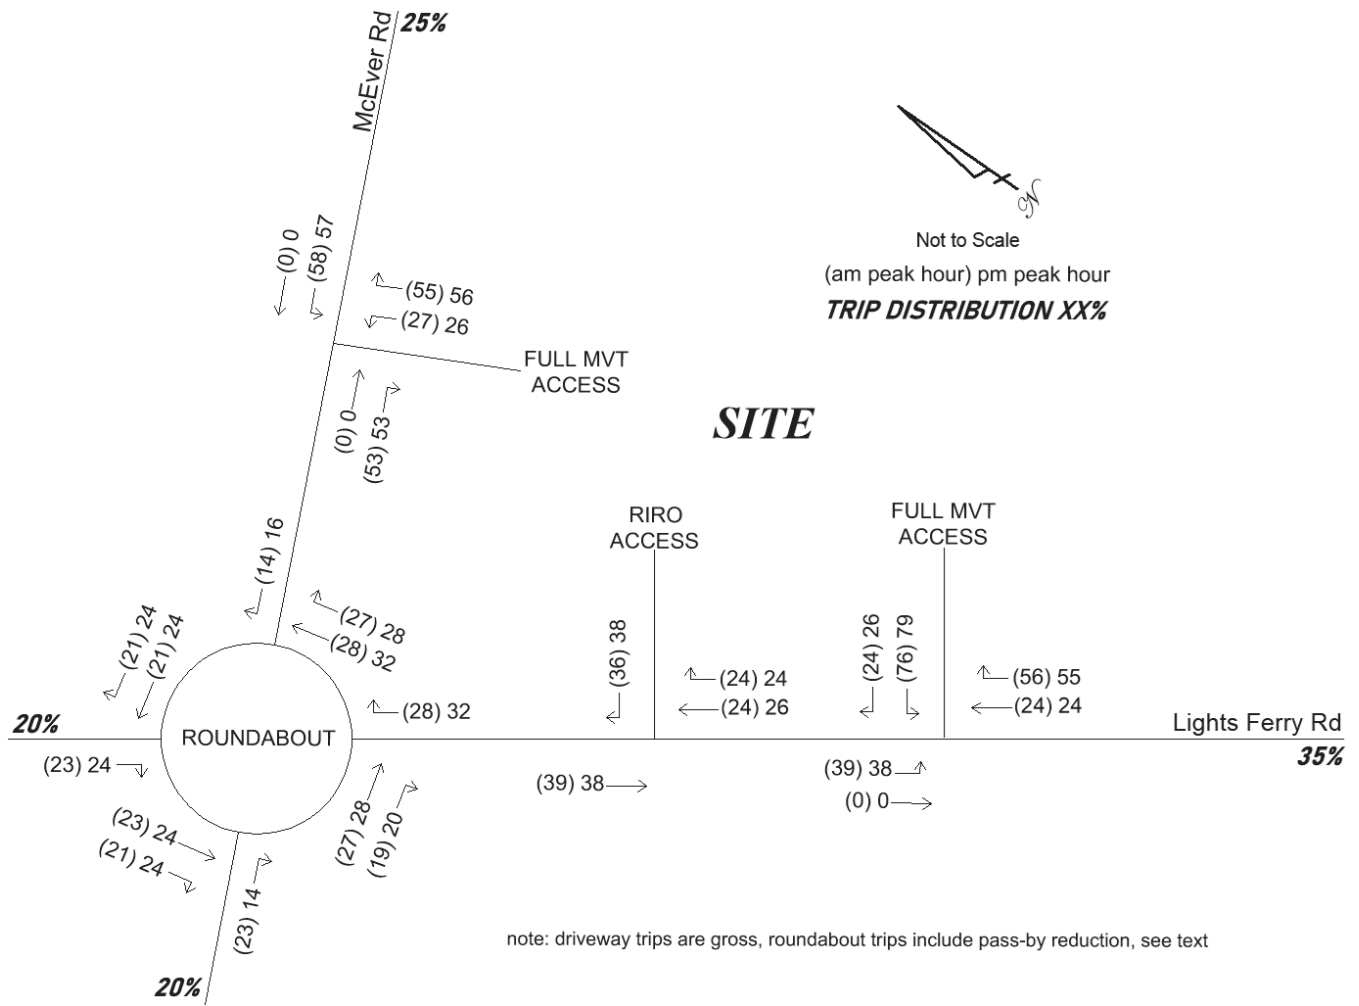 McEver Rd
25%
N
Not to Scale
(am peak hour) pm peak hour
TRIP DISTRIBUTION XX%
(0) 0
(58) 57
(55) 56
(27) 26
FULL MVT
ACCESS
(0) 0
(53) 53
SITE
RIRO
ACCESS
FULL MVT
ACCESS
(14) 16
(21) 24
(21) 24
(27) 28
(28) 32
(36) 38
(24) 24
(24) 26
(24) 26
(76) 79
(56) 55
(24) 24
20%
ROUNDABOUT
(28) 32
Lights Ferry Rd
35%
(23) 24
(39) 38
(39) 38
(0) 0
(23) 24
(21) 24
(27) 28
(19) 20
(23) 14
20%
note: driveway trips are gross, roundabout trips include pass-by reduction, see text